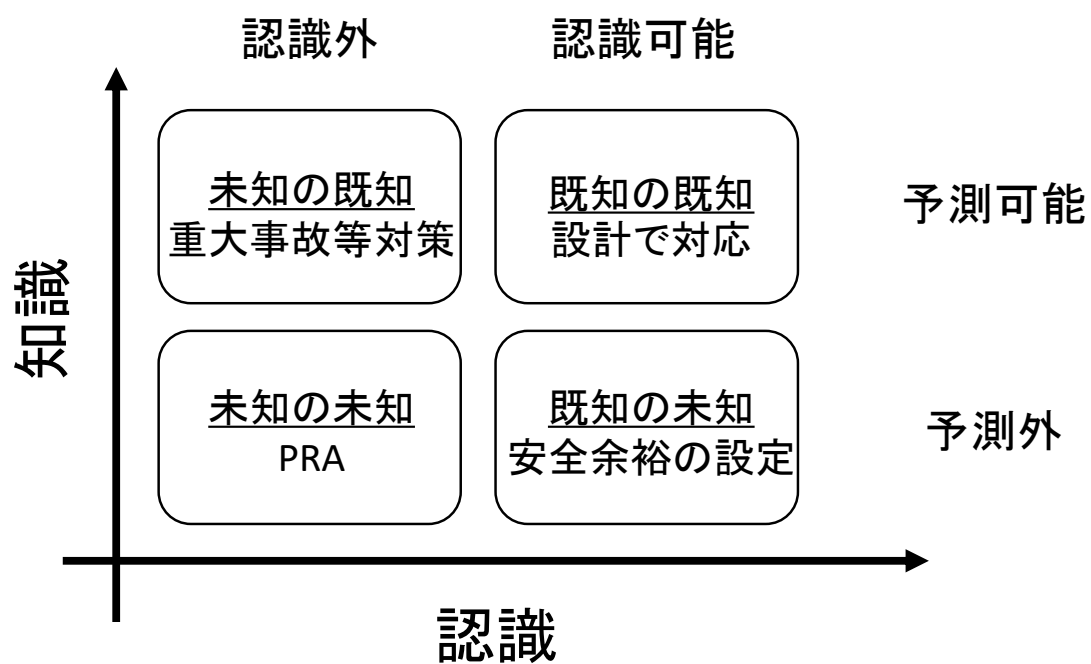 認識外
認識可能
未知の既知
重大事故等対策
既知の既知
設計で対応
予測可能
知識
未知の未知
PRA
既知の未知
安全余裕の設定
予測外
認識